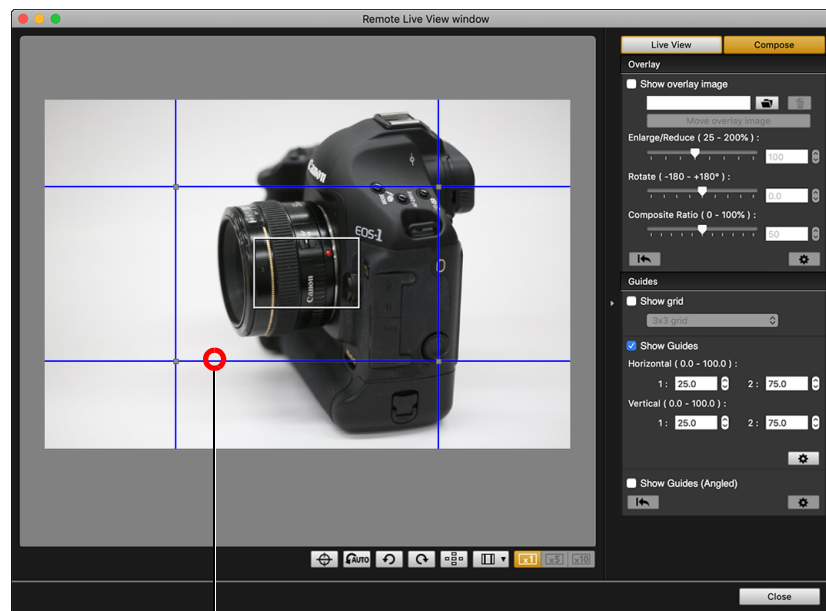 Remote Live View window
Live View
Compose
Overlay
Show overlay image
Move overlay image
Enlarge/Reduce ( 25 - 200% ) :
100
Rotate ( -180 - +180° ) :
0.0
Composite Ratio ( 0 - 100% ) :
50
Guides
Show grid
3x3 grid
Show Guides
Horizontal ( 0.0 - 100.0 ) :
1 : 25.0 2 : 75.0
Vertical ( 0.0 - 100.0 ) :
1 : 25.0 2 : 75.0
Show Guides (Angled)
Canon
EOS-1
Canon
AUTO
x1 x5 x10
Close